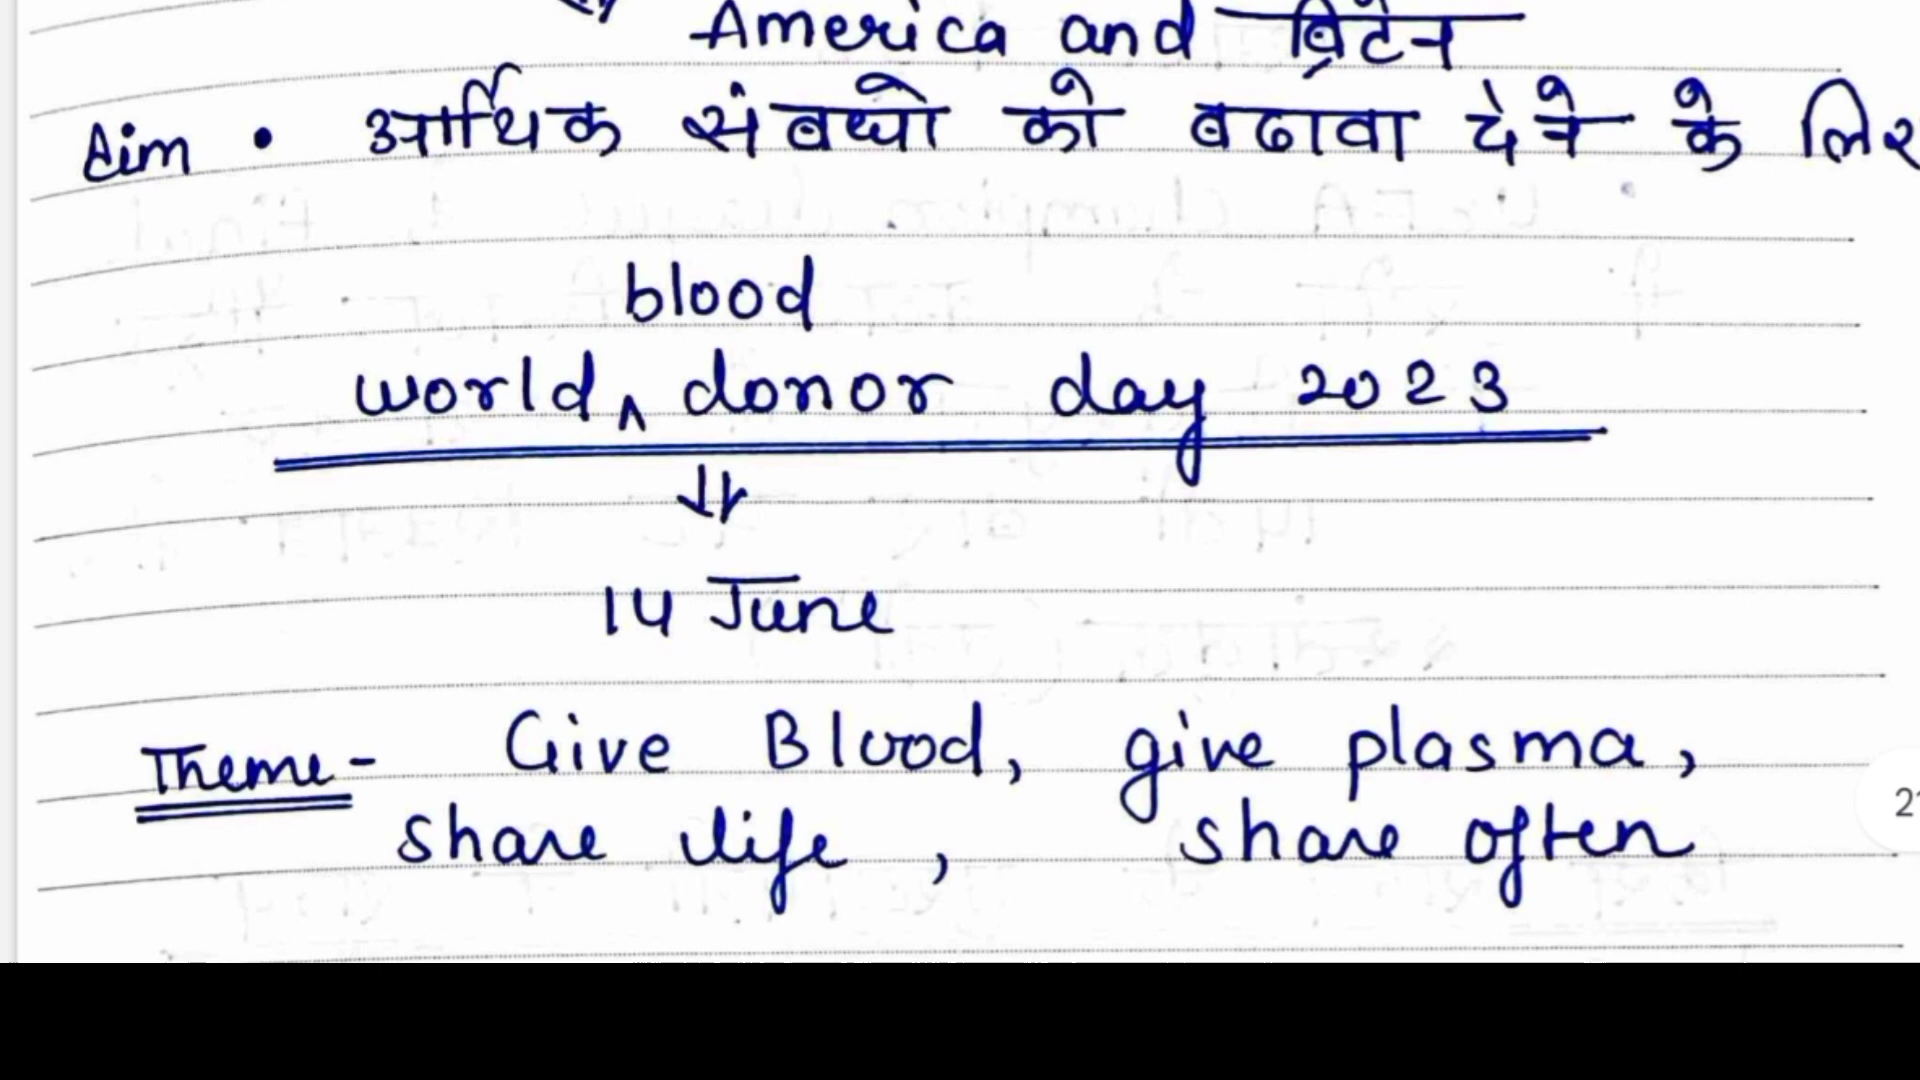 America and ब्रिटेन
Aim • आर्थिक संबधो को बढावा देने के लिए
blood
world ^ donor day 2023
14 June
Theme - Give Blood, give plasma,
share life, share often